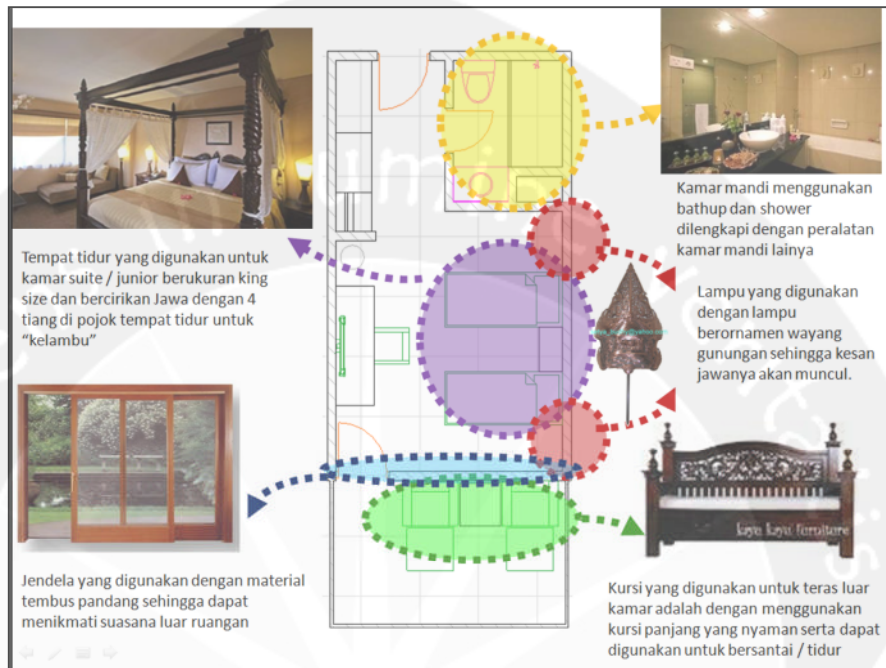 Tempat tidur yang digunakan untuk
kamar suite / junior berukuran king
size dan bercirikan Jawa dengan 4
tiang di pojok tempat tidur untuk
“kelambu”
Jendela yang digunakan dengan material
tembus pandang sehingga dapat
menikmati suasana luar ruangan
Kamar mandi menggunakan
bathup dan shower
dilengkapi dengan peralatan
kamar mandi lainya
Lampu yang digunakan
dengan lampu
berornamen wayang
gunungan sehingga kesan
jawanya akan muncul.
kayu kayu furniture
Kursi yang digunakan untuk teras luar
kamar adalah dengan menggunakan
kursi panjang yang nyaman serta dapat
digunakan untuk bersantai / tidur